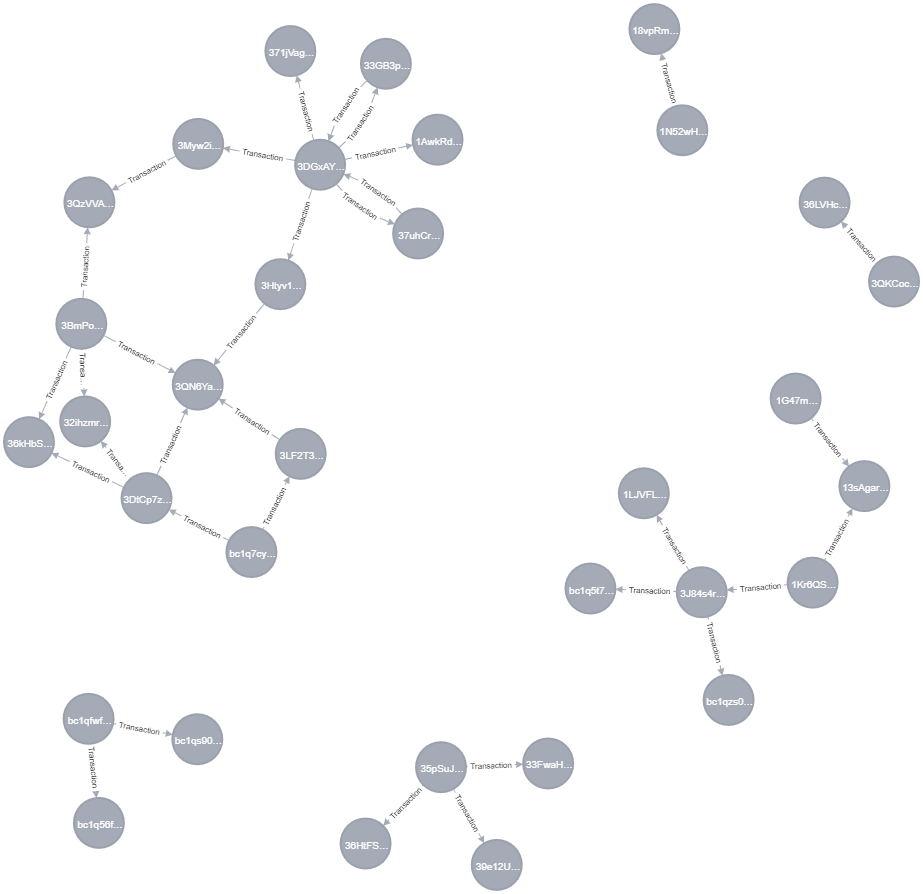 18vpRm...
371jVag...
33GB3p...
Transaction
Transaction
Transaction
Transaction
1N52wH...
1AwkRd...
3Myw2i...
Transaction
Transaction
3DGxAY...
Transaction
3QzVVA...
Transaction
Transaction
36LVHc...
37uhCr...
Transaction
Transaction
Transaction
3Htyv1...
3QKCoc...
3BmPo...
Transaction
Transaction
Transa...
Transaction
3QN6Ya...
1G47m...
32ihzmr...
Transaction
Transaction
Transaction
36kHbS...
3LF2T3...
Transa...
Transaction
13sAgar...
1LJVFL...
3DtCp7z...
Transaction
Transaction
Transaction
Transaction
bc1q7cy...
1Kr6QS...
bc1q5t7...
Transaction
3J84s4r...
Transaction
Transaction
bc1qzs0...
bc1qfwf...
Transaction
bc1qs90...
Transaction
35pSuJ...
Transaction
33FwaH...
Transaction
Transaction
bc1q56f...
36HtFS...
39e12U...